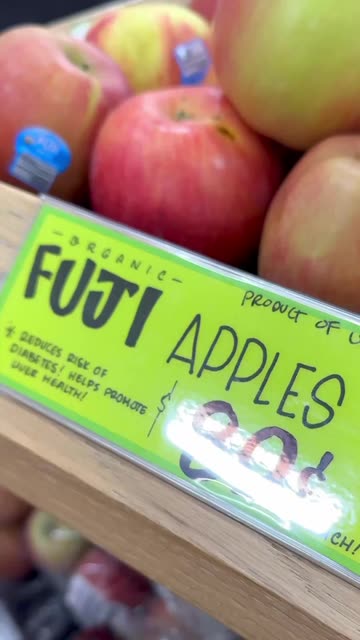 - ORGANIC -
FUJI
APPLES
PRODUCT OF U
* REDUCES RISK OF
DIABETES! HELPS PROMOTE
LIVER HEALTH!
$
¢
CH!